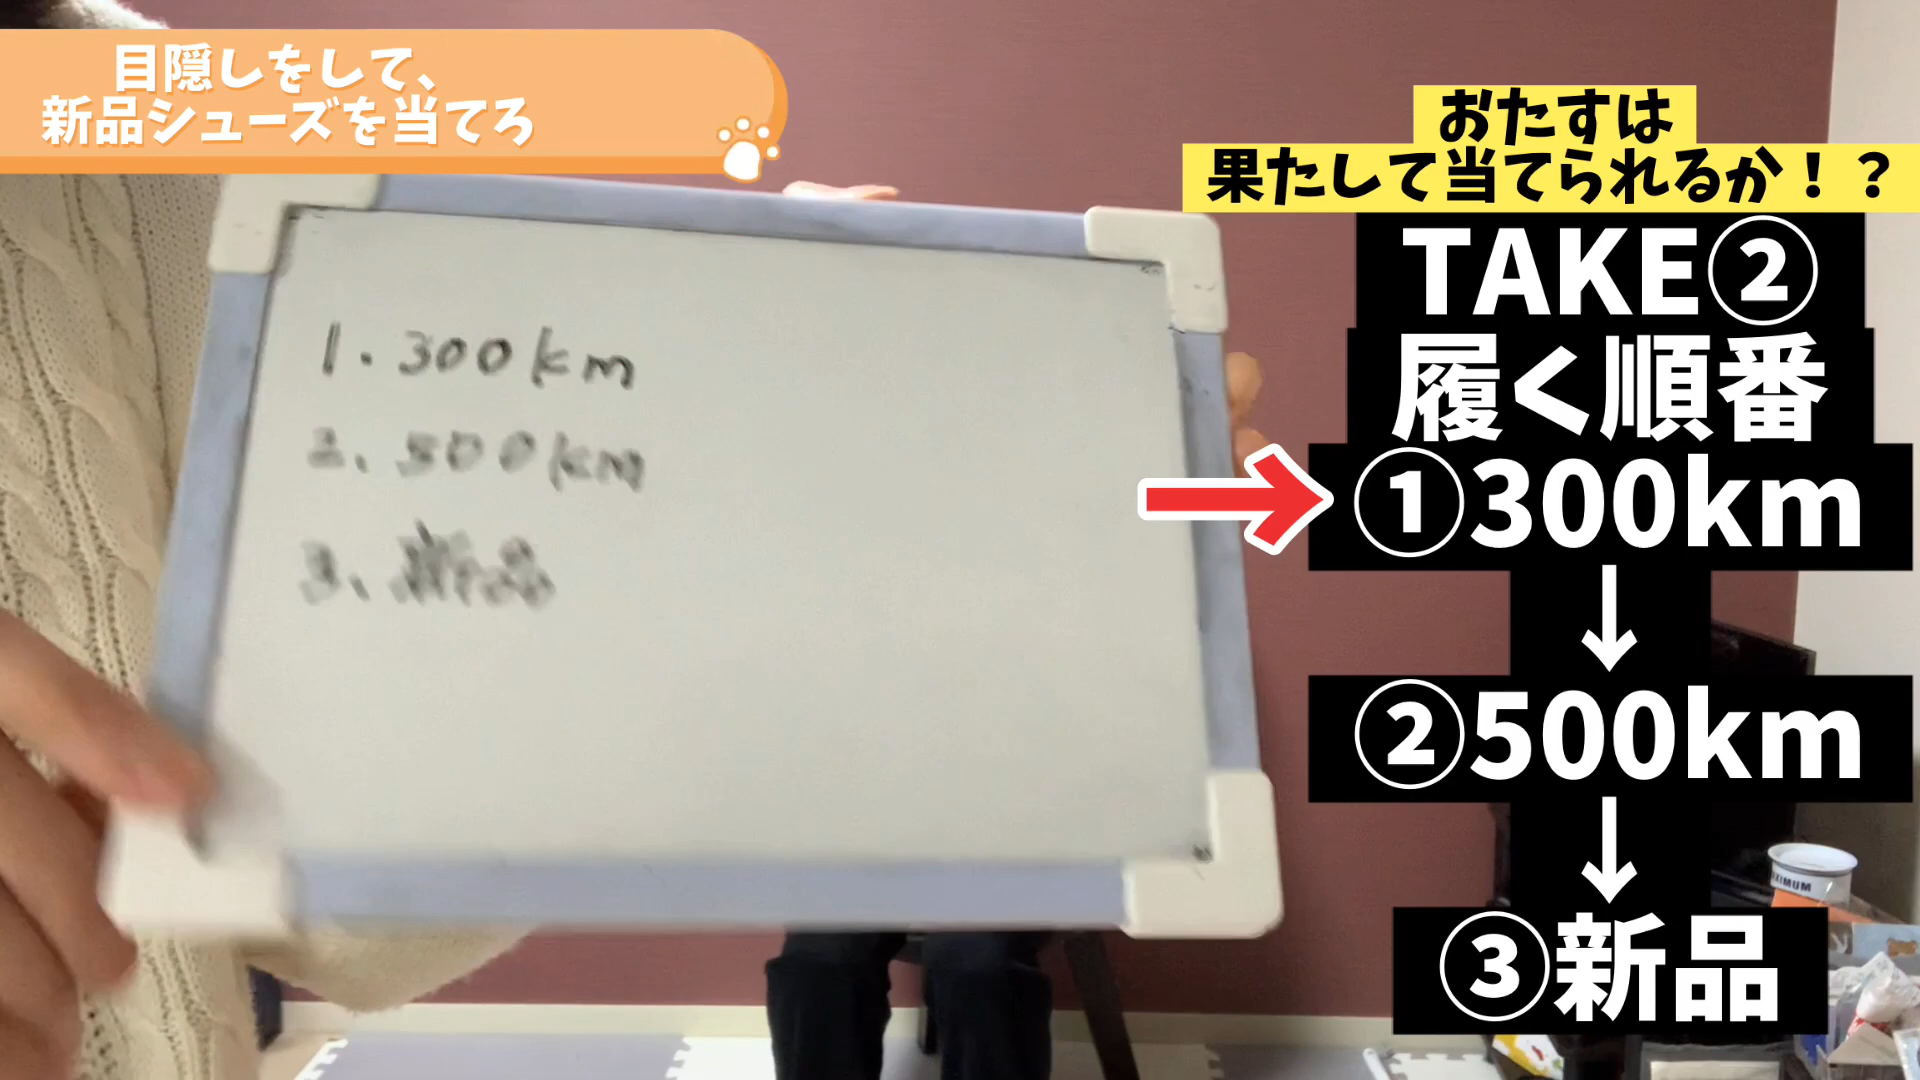 目隠しをして、
新品シューズを当てろ
おたすは
果たして当てられるか！？
TAKE②
履く順番
①300km
↓
②500km
↓
③新品
1.300km
2.500km
3.新品